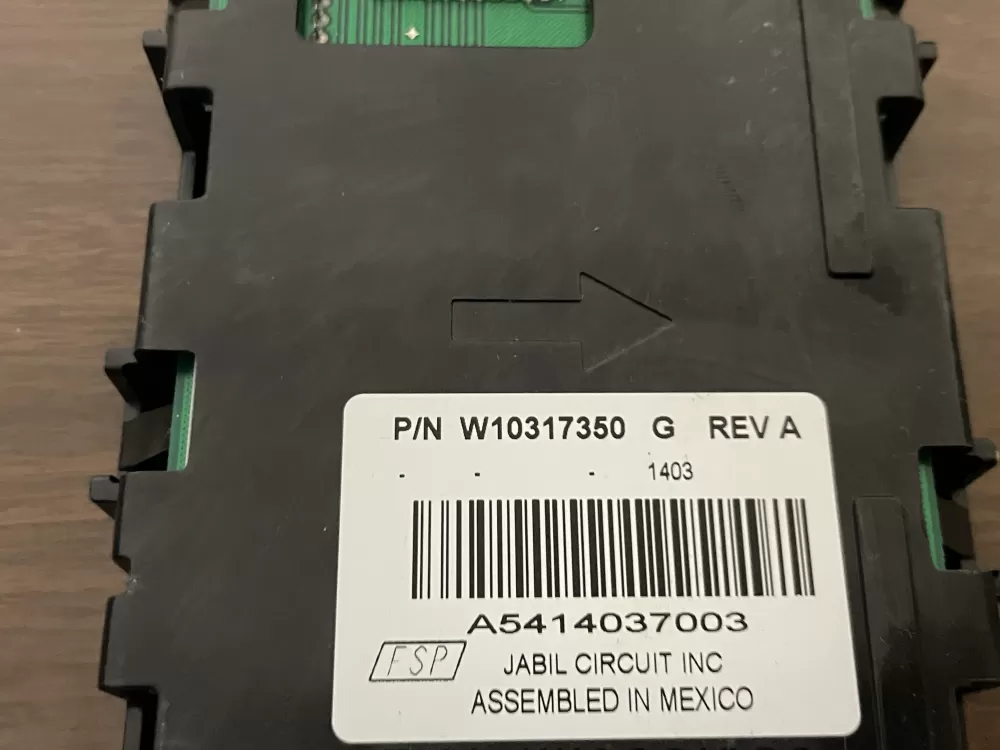 P/N W10317350 G REV A
- - - 1403
A5414037003
FSP JABIL CIRCUIT INC
ASSEMBLED IN MEXICO